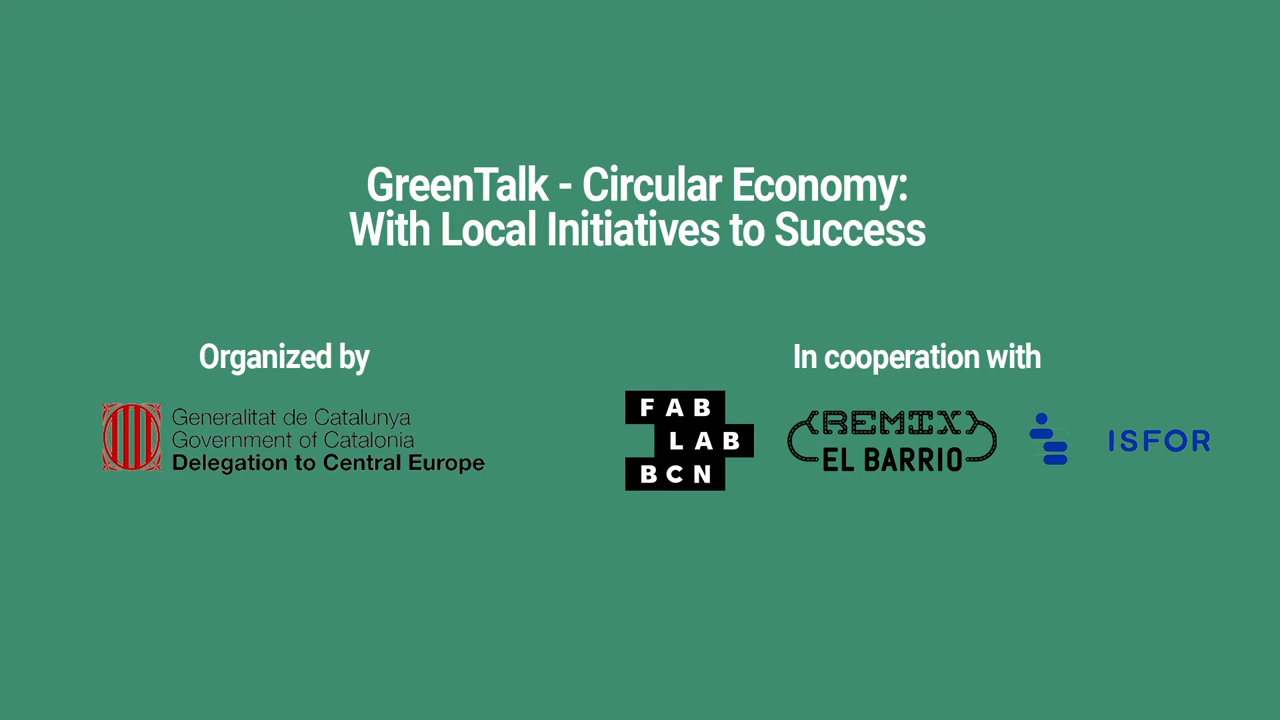 GreenTalk - Circular Economy:
With Local Initiatives to Success
Organized by
Generalitat de Catalunya
Government of Catalonia
Delegation to Central Europe
In cooperation with
FAB
LAB
BCN
REMIX
EL BARRIO
ISFOR